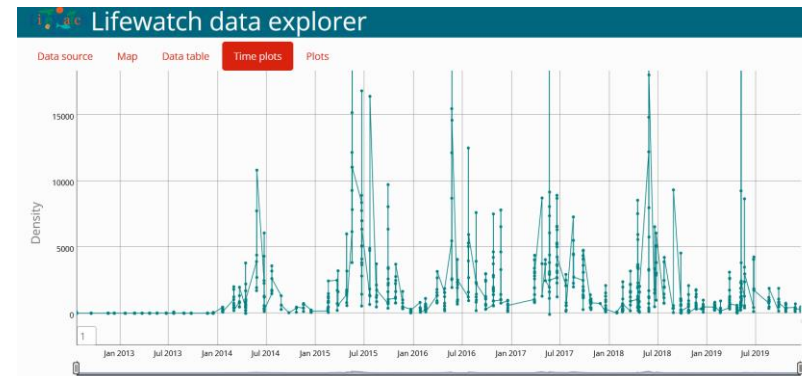 Lifewatch data explorer
Data source Map Data table Time plots Plots
15000
10000
Density
5000
0
1
Jan 2013 Jul 2013 Jan 2014 Jul 2014 Jan 2015 Jul 2015 Jan 2016 Jul 2016 Jan 2017 Jul 2017 Jan 2018 Jul 2018 Jan 2019 Jul 2019